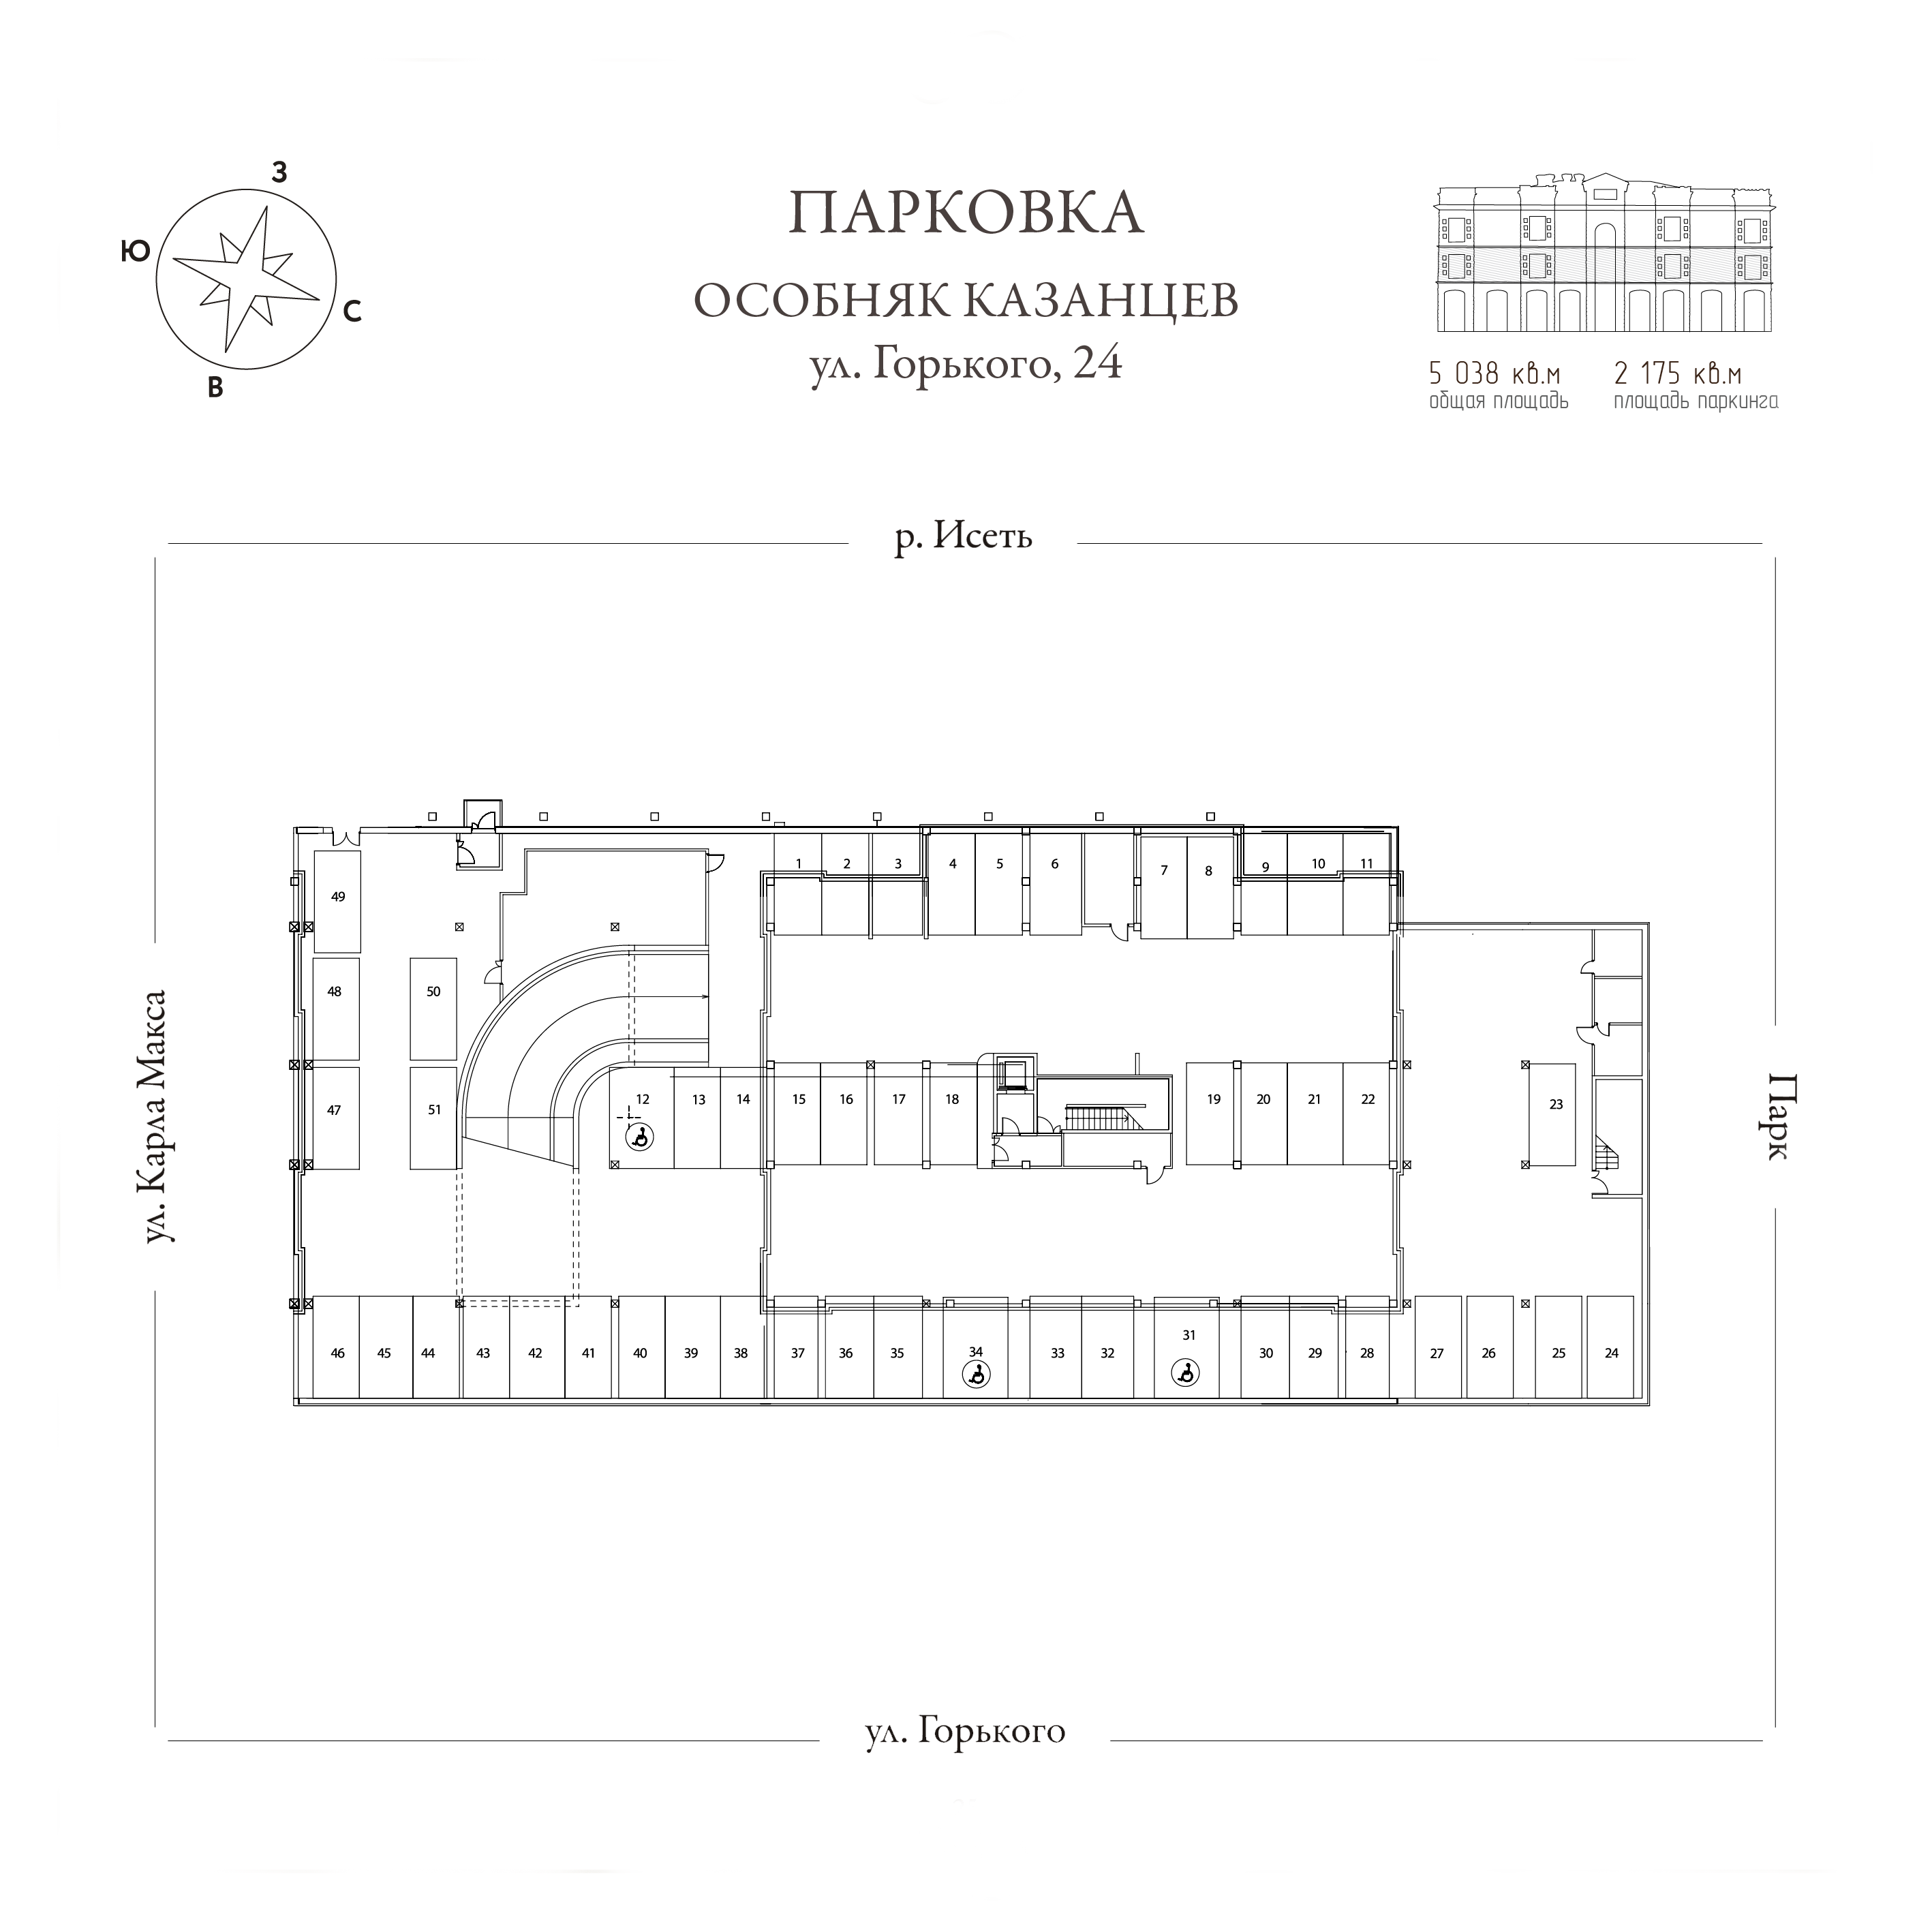 З
Ю
С
В
ПАРКОВКА
ОСОБНЯК КАЗАНЦЕВ
ул. Горького, 24
5 038 кв.м
общая площадь
2 175 кв.м
площадь паркинга
р. Исеть
ул. Карла Макса
Парк
1 2 3 4 5 6 7 8 9 10 11
49
48 50
47 51 12 13 14 15 16 17 18 19 20 21 22 23
46 45 44 43 42 41 40 39 38 37 36 35 34 33 32 31 30 29 28 27 26 25 24
ул. Горького